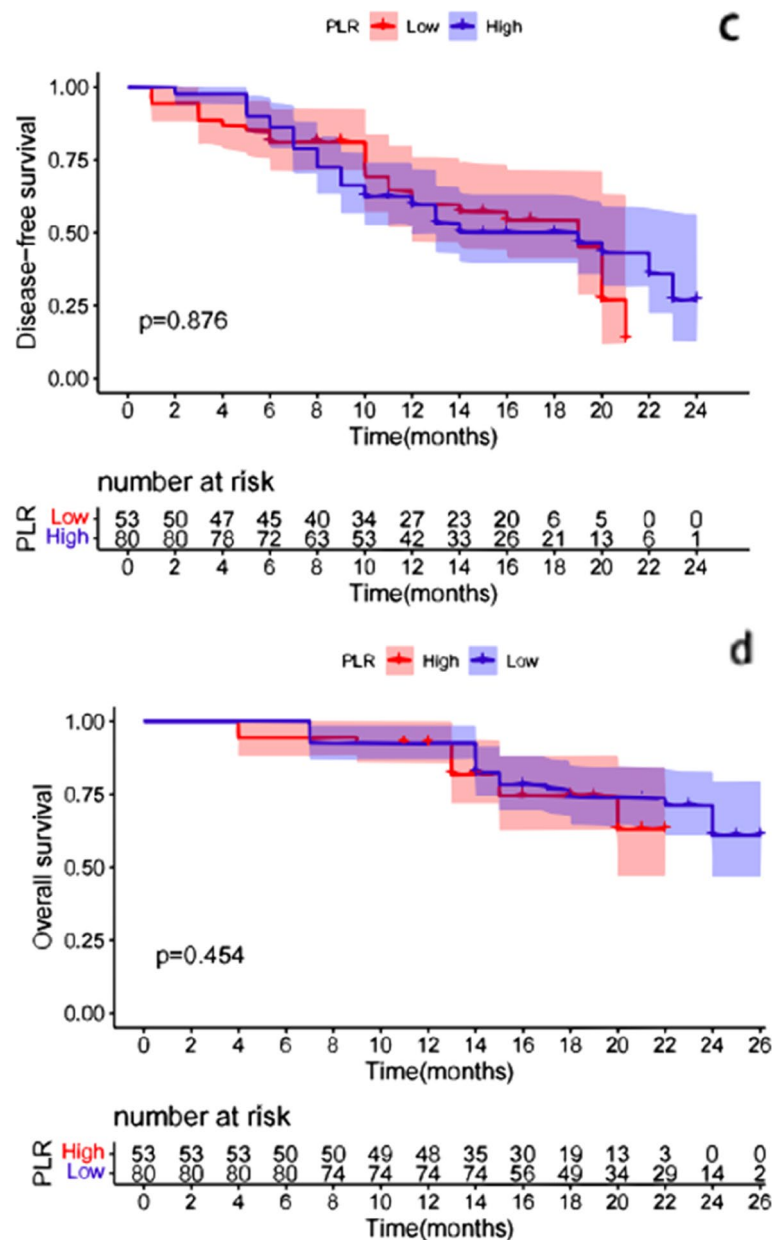 PLR Low High
c
1.00
0.75
0.50
0.25
0.00
Disease-free survival
p=0.876
0 2 4 6 8 10 12 14 16 18 20 22 24
Time(months)
number at risk
PLR
Low 53 50 47 45 40 34 27 23 20 6 5 0 0
High 80 80 78 72 63 53 42 33 26 21 13 6 1
0 2 4 6 8 10 12 14 16 18 20 22 24
Time(months)
d
PLR High Low
1.00
0.75
0.50
0.25
0.00
Overall survival
p=0.454
0 2 4 6 8 10 12 14 16 18 20 22 24 26
Time(months)
number at risk
PLR
High 53 53 53 50 50 49 48 35 30 19 13 3 0 0
Low 80 80 80 80 74 74 74 74 56 49 34 29 14 2
0 2 4 6 8 10 12 14 16 18 20 22 24 26
Time(months)